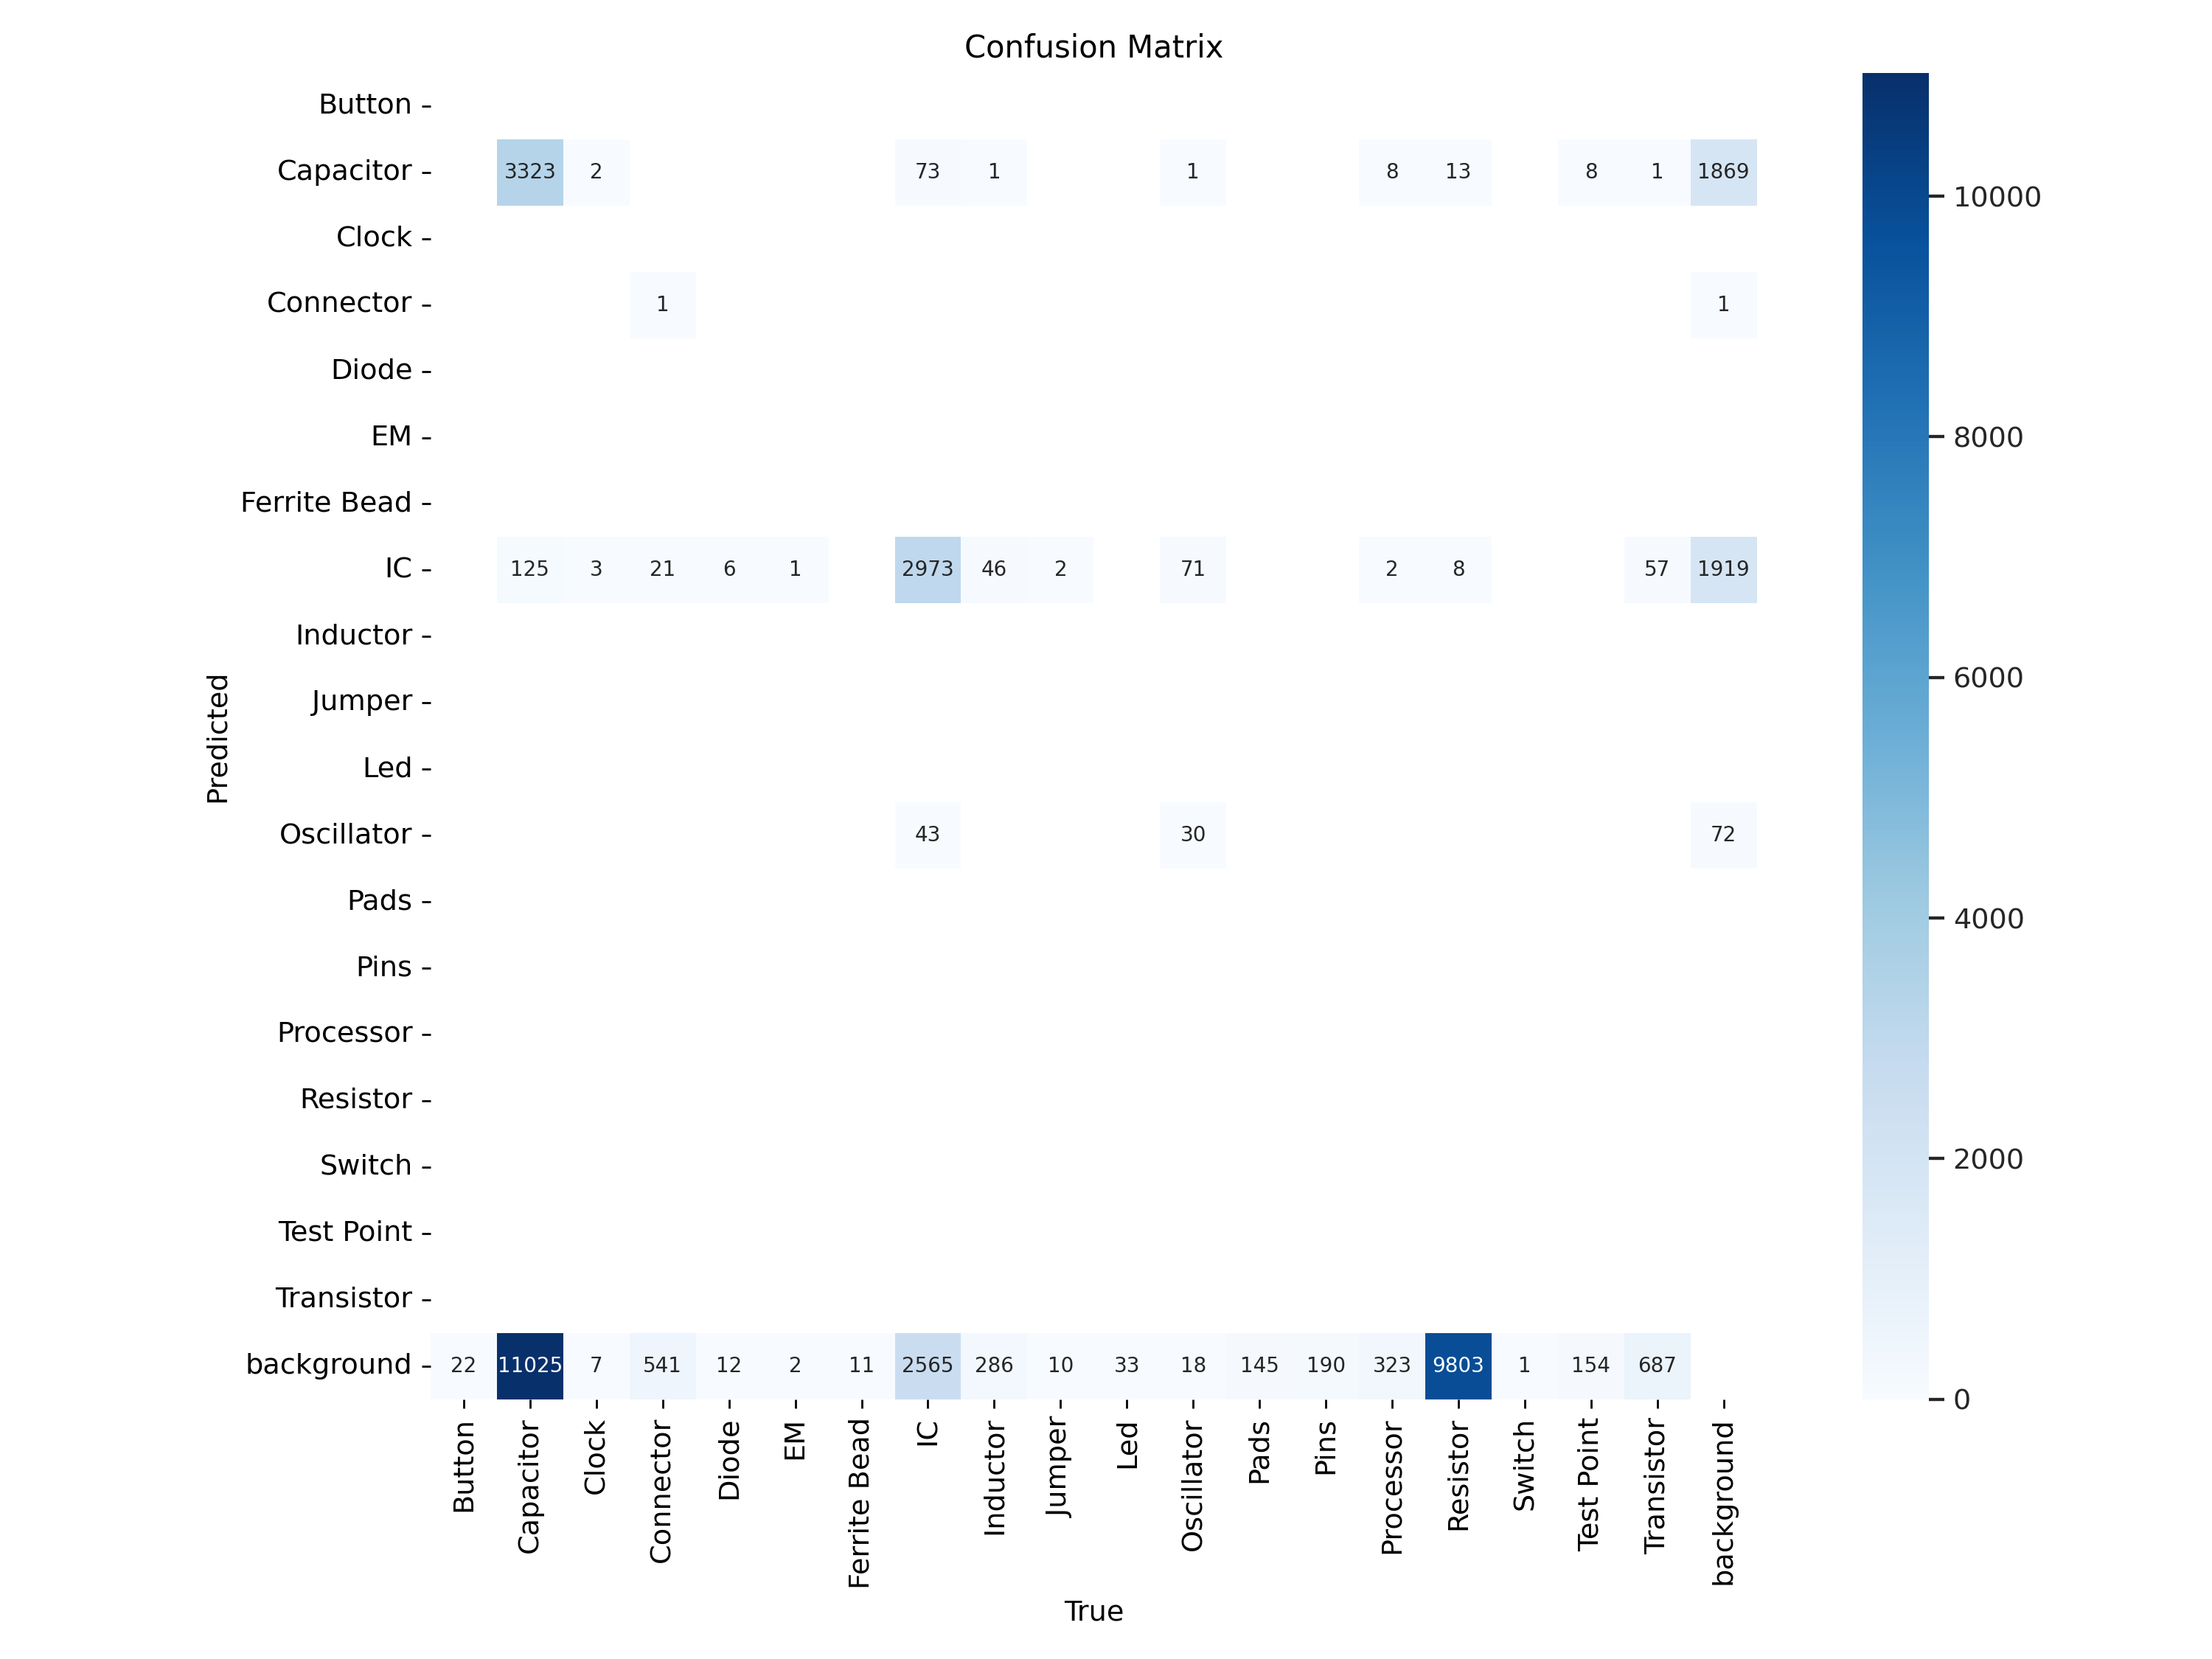 Confusion Matrix
Button
Capacitor 3323 2 73 1 1 8 13 8 1 1869
Clock
Connector 1 1
Diode
EM
Ferrite Bead
IC 125 3 21 6 1 2973 46 2 71 2 8 57 1919
Inductor
Jumper
Led
Oscillator 43 30 72
Pads
Pins
Processor
Resistor
Switch
Test Point
Transistor
background 22 11025 7 541 12 2 11 2565 286 10 33 18 145 190 323 9803 1 154 687
Predicted
Button Capacitor Clock Connector Diode EM Ferrite Bead IC Inductor Jumper Led Oscillator Pads Pins Processor Resistor Switch Test Point Transistor background
True
10000
8000
6000
4000
2000
0